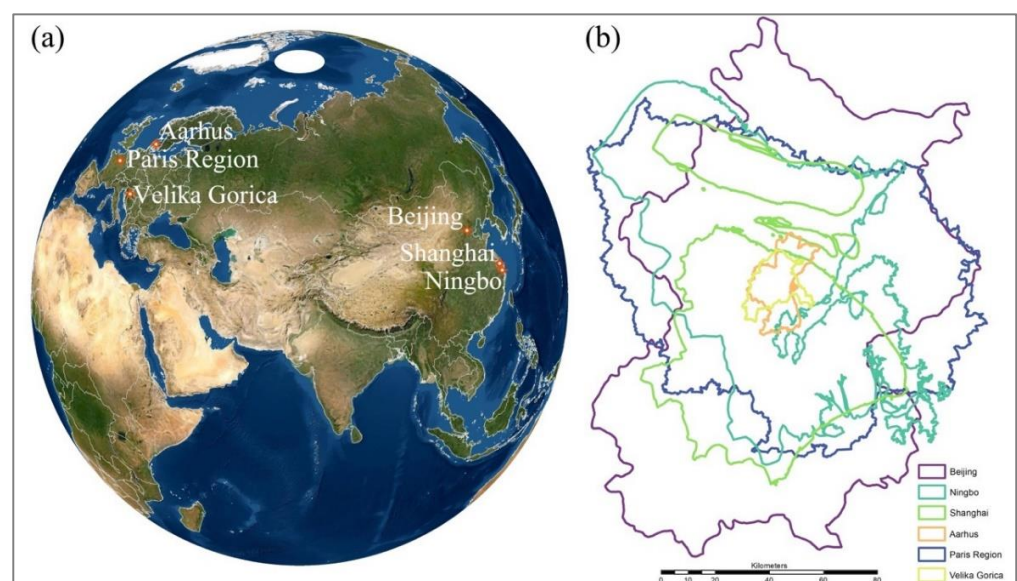 (a)
Aarhus
Paris Region
Velika Gorica
Beijing
Shanghai
Ningbo
(b)
Beijing
Ningbo
Shanghai
Aarhus
Paris Region
Velika Gorica
Kilometers
0 10 20 40 60 80